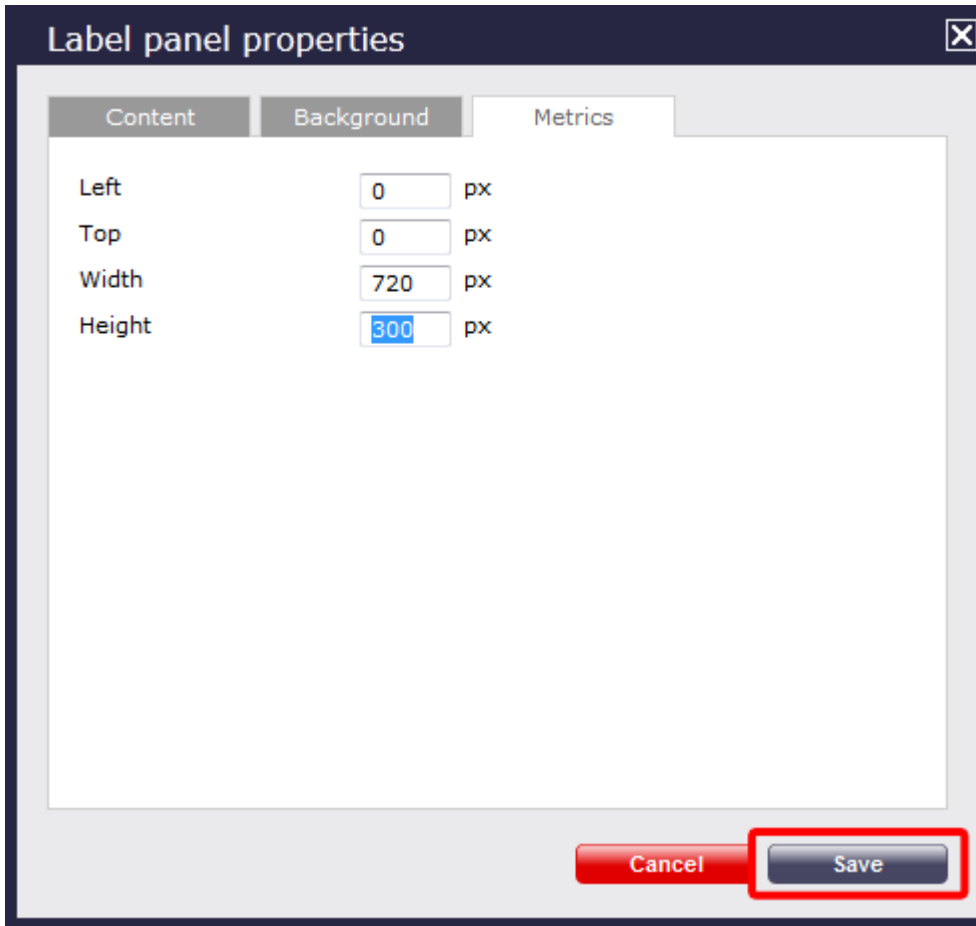 Label panel properties
Content Background Metrics
Left 0 px
Top 0 px
Width 720 px
Height 300 px
Cancel Save